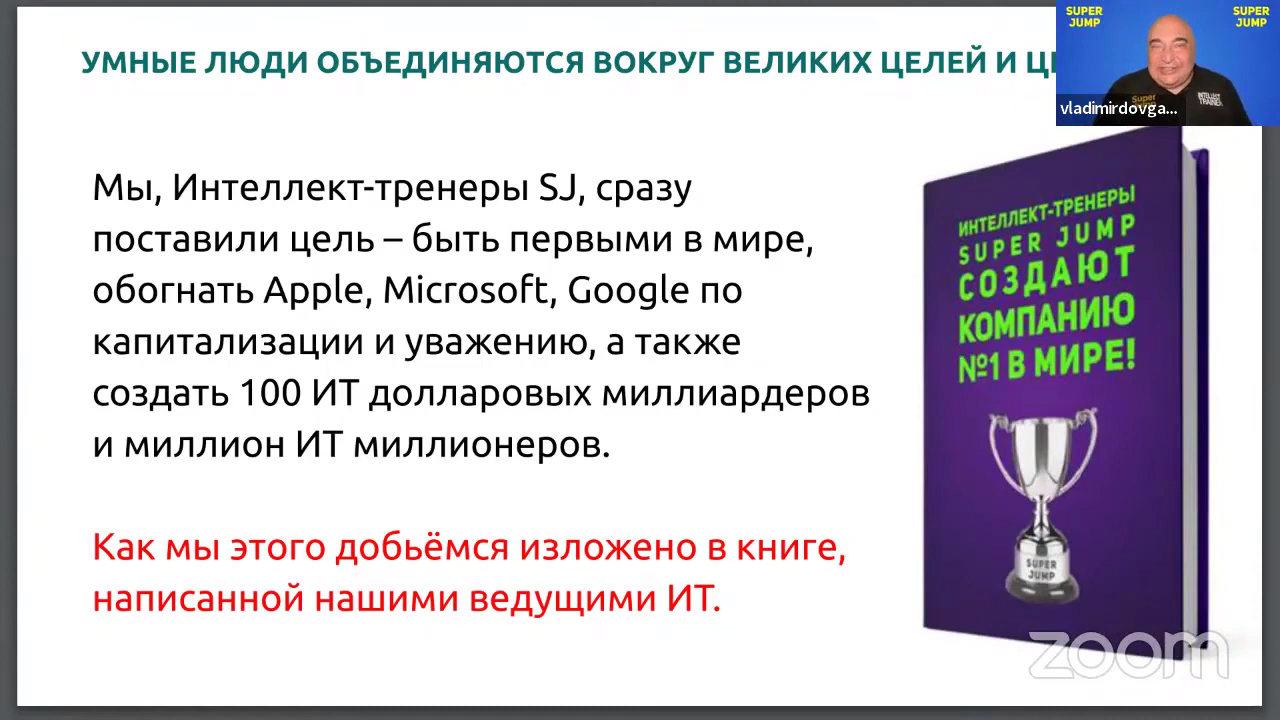 УМНЫЕ ЛЮДИ ОБЪЕДИНЯЮТСЯ ВОКРУГ ВЕЛИКИХ ЦЕЛЕЙ И
SUPER JUMP
SUPER JUMP
Super
INTELLECT
TRAINER
vladimirdovga...
Мы, Интеллект-тренеры SJ, сразу
поставили цель – быть первыми в мире,
обогнать Apple, Microsoft, Google по
капитализации и уважению, а также
создать 100 ИТ долларовых миллиардеров
и миллион ИТ миллионеров.
Как мы этого добьёмся изложено в книге,
написанной нашими ведущими ИТ.
ИНТЕЛЛЕКТ-ТРЕНЕРЫ
SUPER JUMP
СОЗДАЮТ
КОМПАНИЮ
№1 В МИРЕ!
SUPER
JUMP
zoom